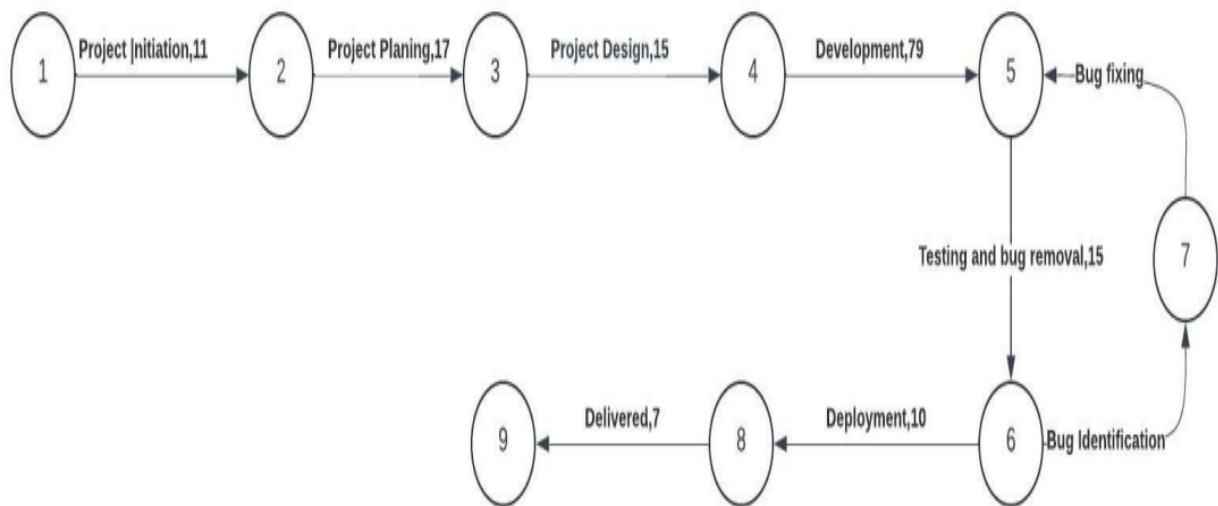 Project |nitiation,11
Project Planing,17
Project Design,15
Development,79
1
2
3
4
5
Bug fixing
Testing and bug removal,15
7
Delivered,7
Deployment,10
9
8
6
Bug Identification